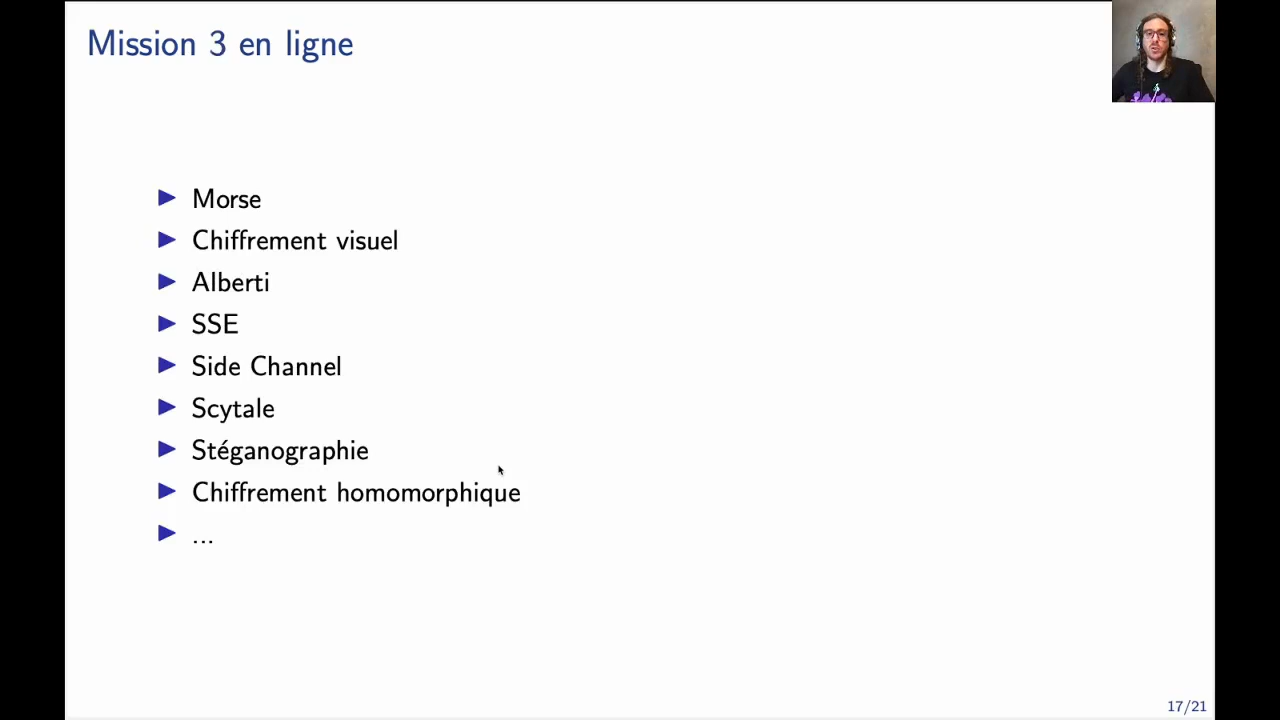 Mission 3 en ligne
Morse
Chiffrement visuel
Alberti
SSE
Side Channel
Scytale
Stéganographie
Chiffrement homomorphique
...
17/21